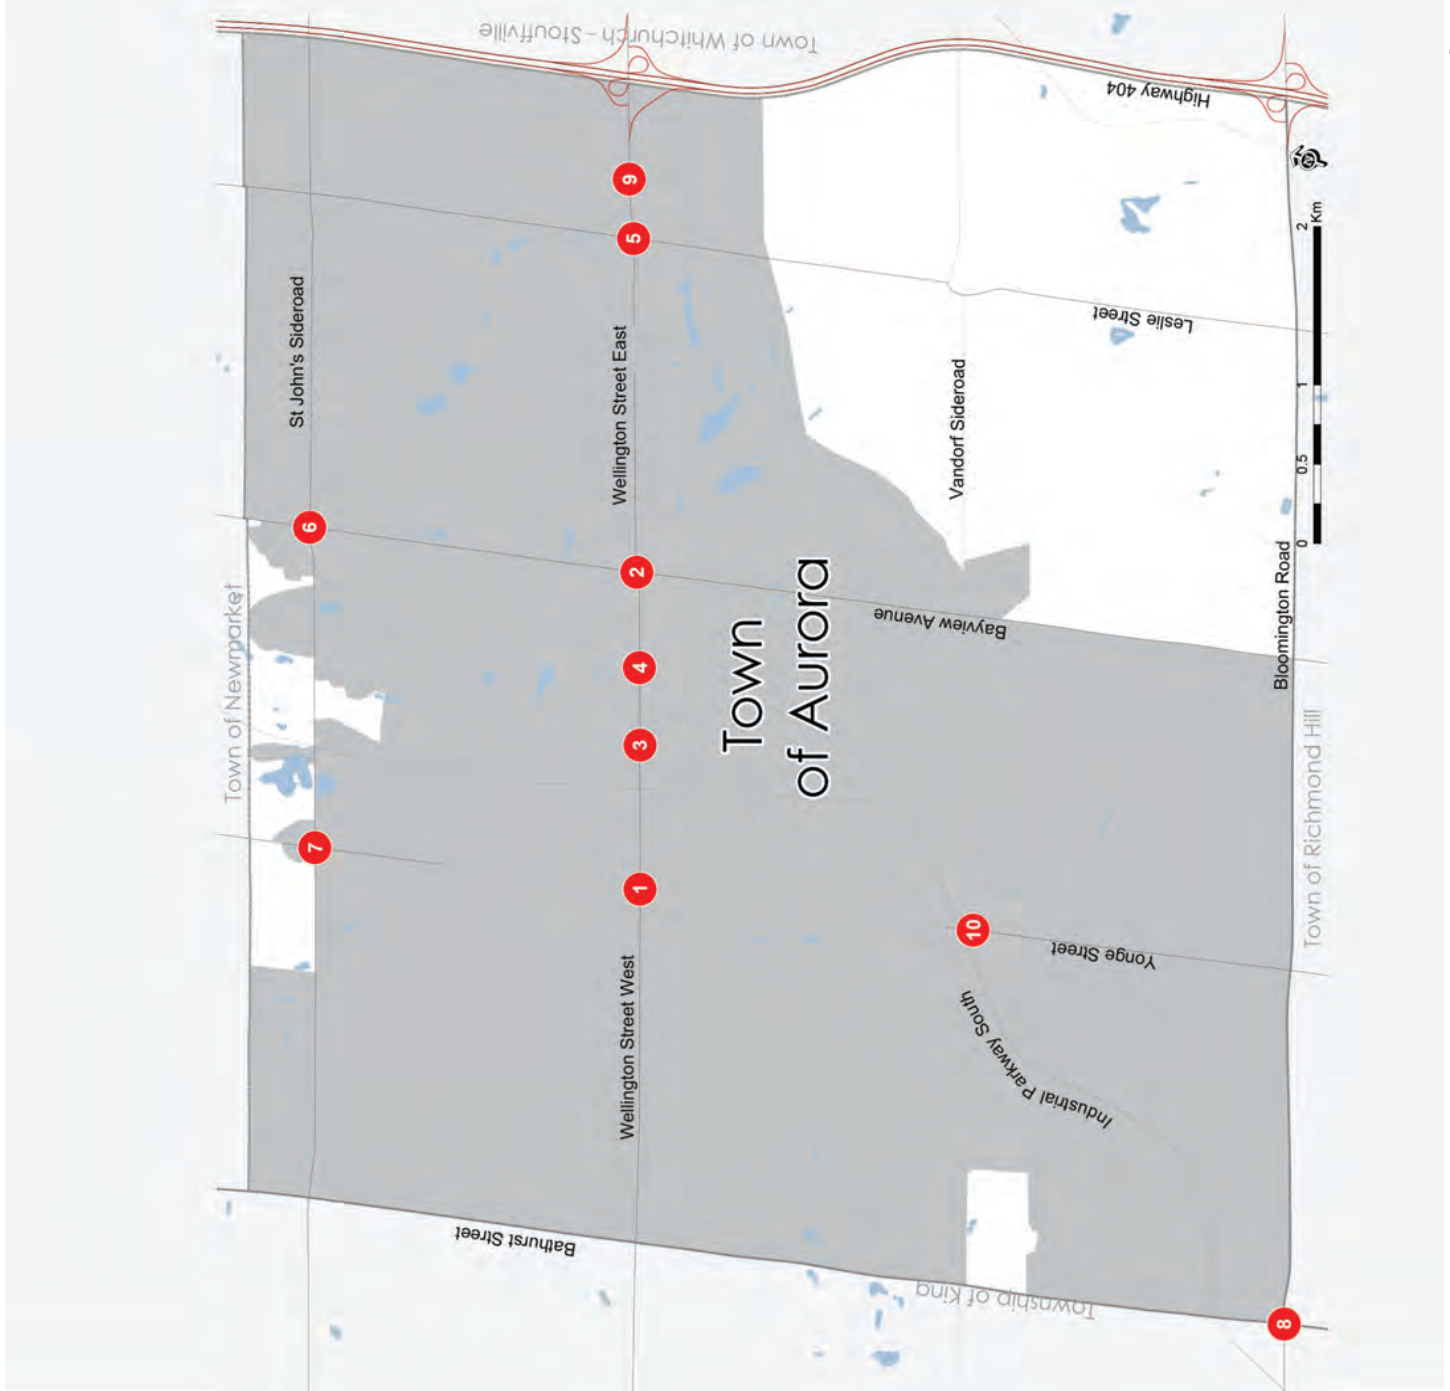 Town of Whitchurch - Stouffville
Highway 404
9
5
St John's Sideroad
Wellington Street East
Leslie Street
Vandorf Sideroad
6
2
Bayview Avenue
Town of Newmarket
4
3
Town
of Aurora
Bloomington Road
0 0.5 1 2
Km
N
7
1
10
Yonge Street
Town of Richmond Hill
Wellington Street West
Industrial Parkway South
Bathurst Street
Township of King
8